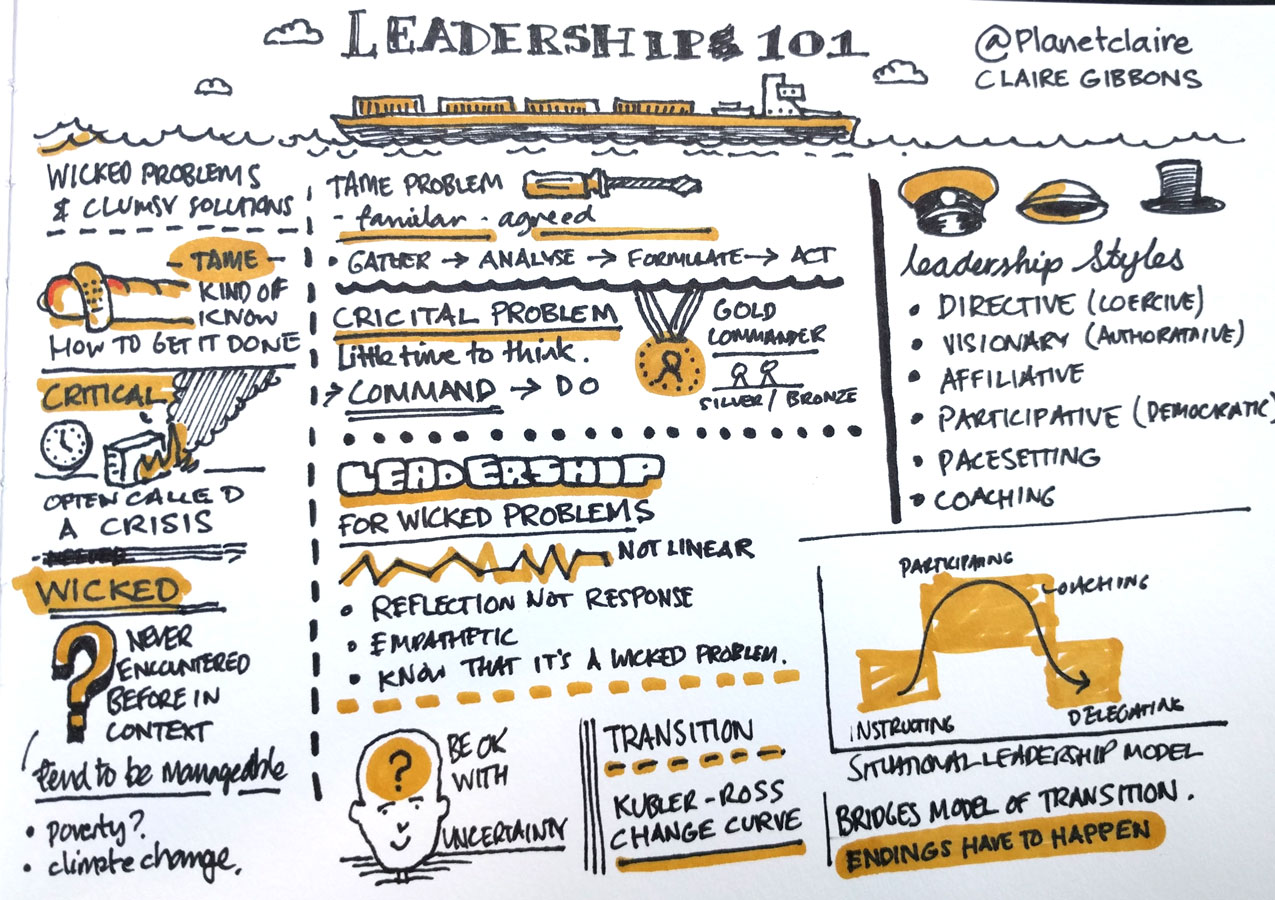 LEADERSHIPS 101
@Planetclaire
CLAIRE GIBBONS
WICKED PROBLEMS
& CLUMSY SOLUTIONS
TAME
KIND OF
KNOW
HOW TO GET IT DONE
CRITICAL
OFTEN CALLED
A CRISIS
WICKED
NEVER
ENCOUNTERED
BEFORE IN
CONTEXT
tend to be manageable
• poverty?
• climate change.
TAME PROBLEM
- familiar - agreed
• GATHER → ANALYSE → FORMULATE → ACT
CRICITAL PROBLEM
Little time to think.
→ COMMAND → DO
GOLD
COMMANDER
SILVER / BRONZE
LEADERSHIP
FOR WICKED PROBLEMS
NOT LINEAR
• REFLECTION NOT RESPONSE
• EMPATHETIC
• KNOW THAT IT'S A WICKED PROBLEM.
?
BE OK
WITH
UNCERTAINTY
TRANSITION
KUBLER-ROSS
CHANGE CURVE
leadership styles
• DIRECTIVE (COERCIVE)
• VISIONARY (AUTHORATAIVE)
• AFFILIATIVE
• PARTICIPATIVE (DEMOCRATIC)
• PACESETTING
• COACHING
PARTICIPATING
COACHING
INSTRUCTING
DELEGATING
SITUATIONAL LEADERSHIP MODEL
BRIDGES MODEL OF TRANSITION.
ENDINGS HAVE TO HAPPEN